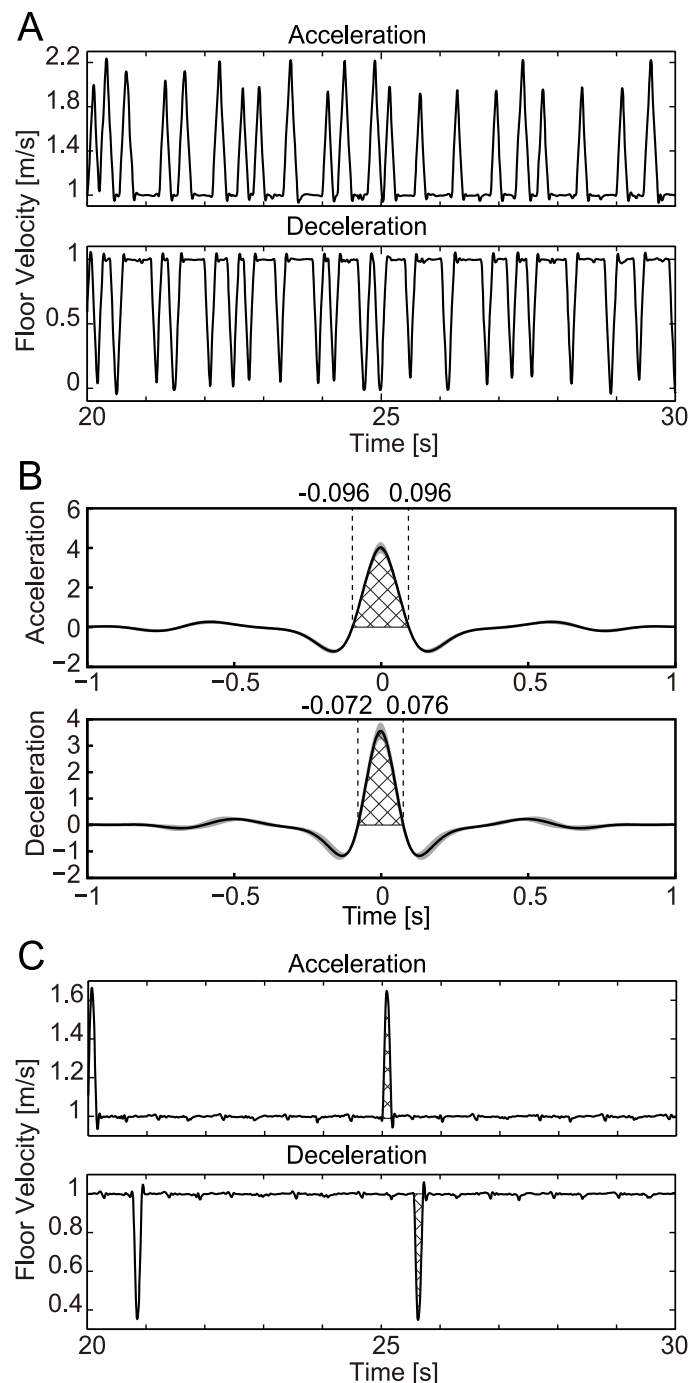 A
Acceleration
2.2
1.8
1.4
1
Deceleration
1
0.5
0
Floor Velocity [m/s]
20 25 30
Time [s]
B
-0.096 0.096
6
4
2
0
−2
Acceleration
−1 −0.5 0 0.5 1
-0.072 0.076
4
3
2
1
0
−1
−2
Deceleration
−1 −0.5 0 0.5 1
Time [s]
C
Acceleration
1.6
1.4
1.2
1
Deceleration
1
0.8
0.6
0.4
Floor Velocity [m/s]
20 25 30
Time [s]